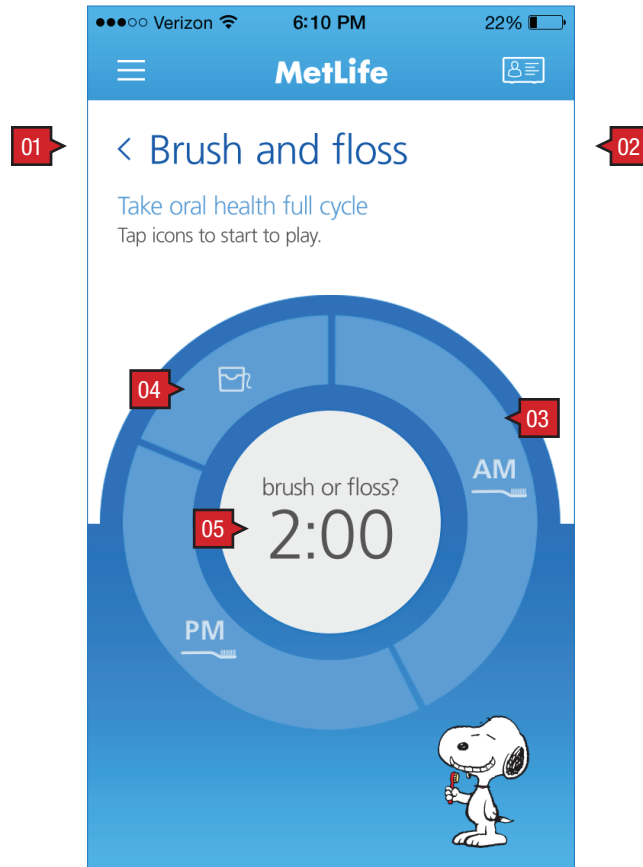 Verizon 6:10 PM 22%
MetLife
01
< Brush and floss
02
Take oral health full cycle
Tap icons to start to play.
04
03
AM
brush or floss?
05
2:00
PM